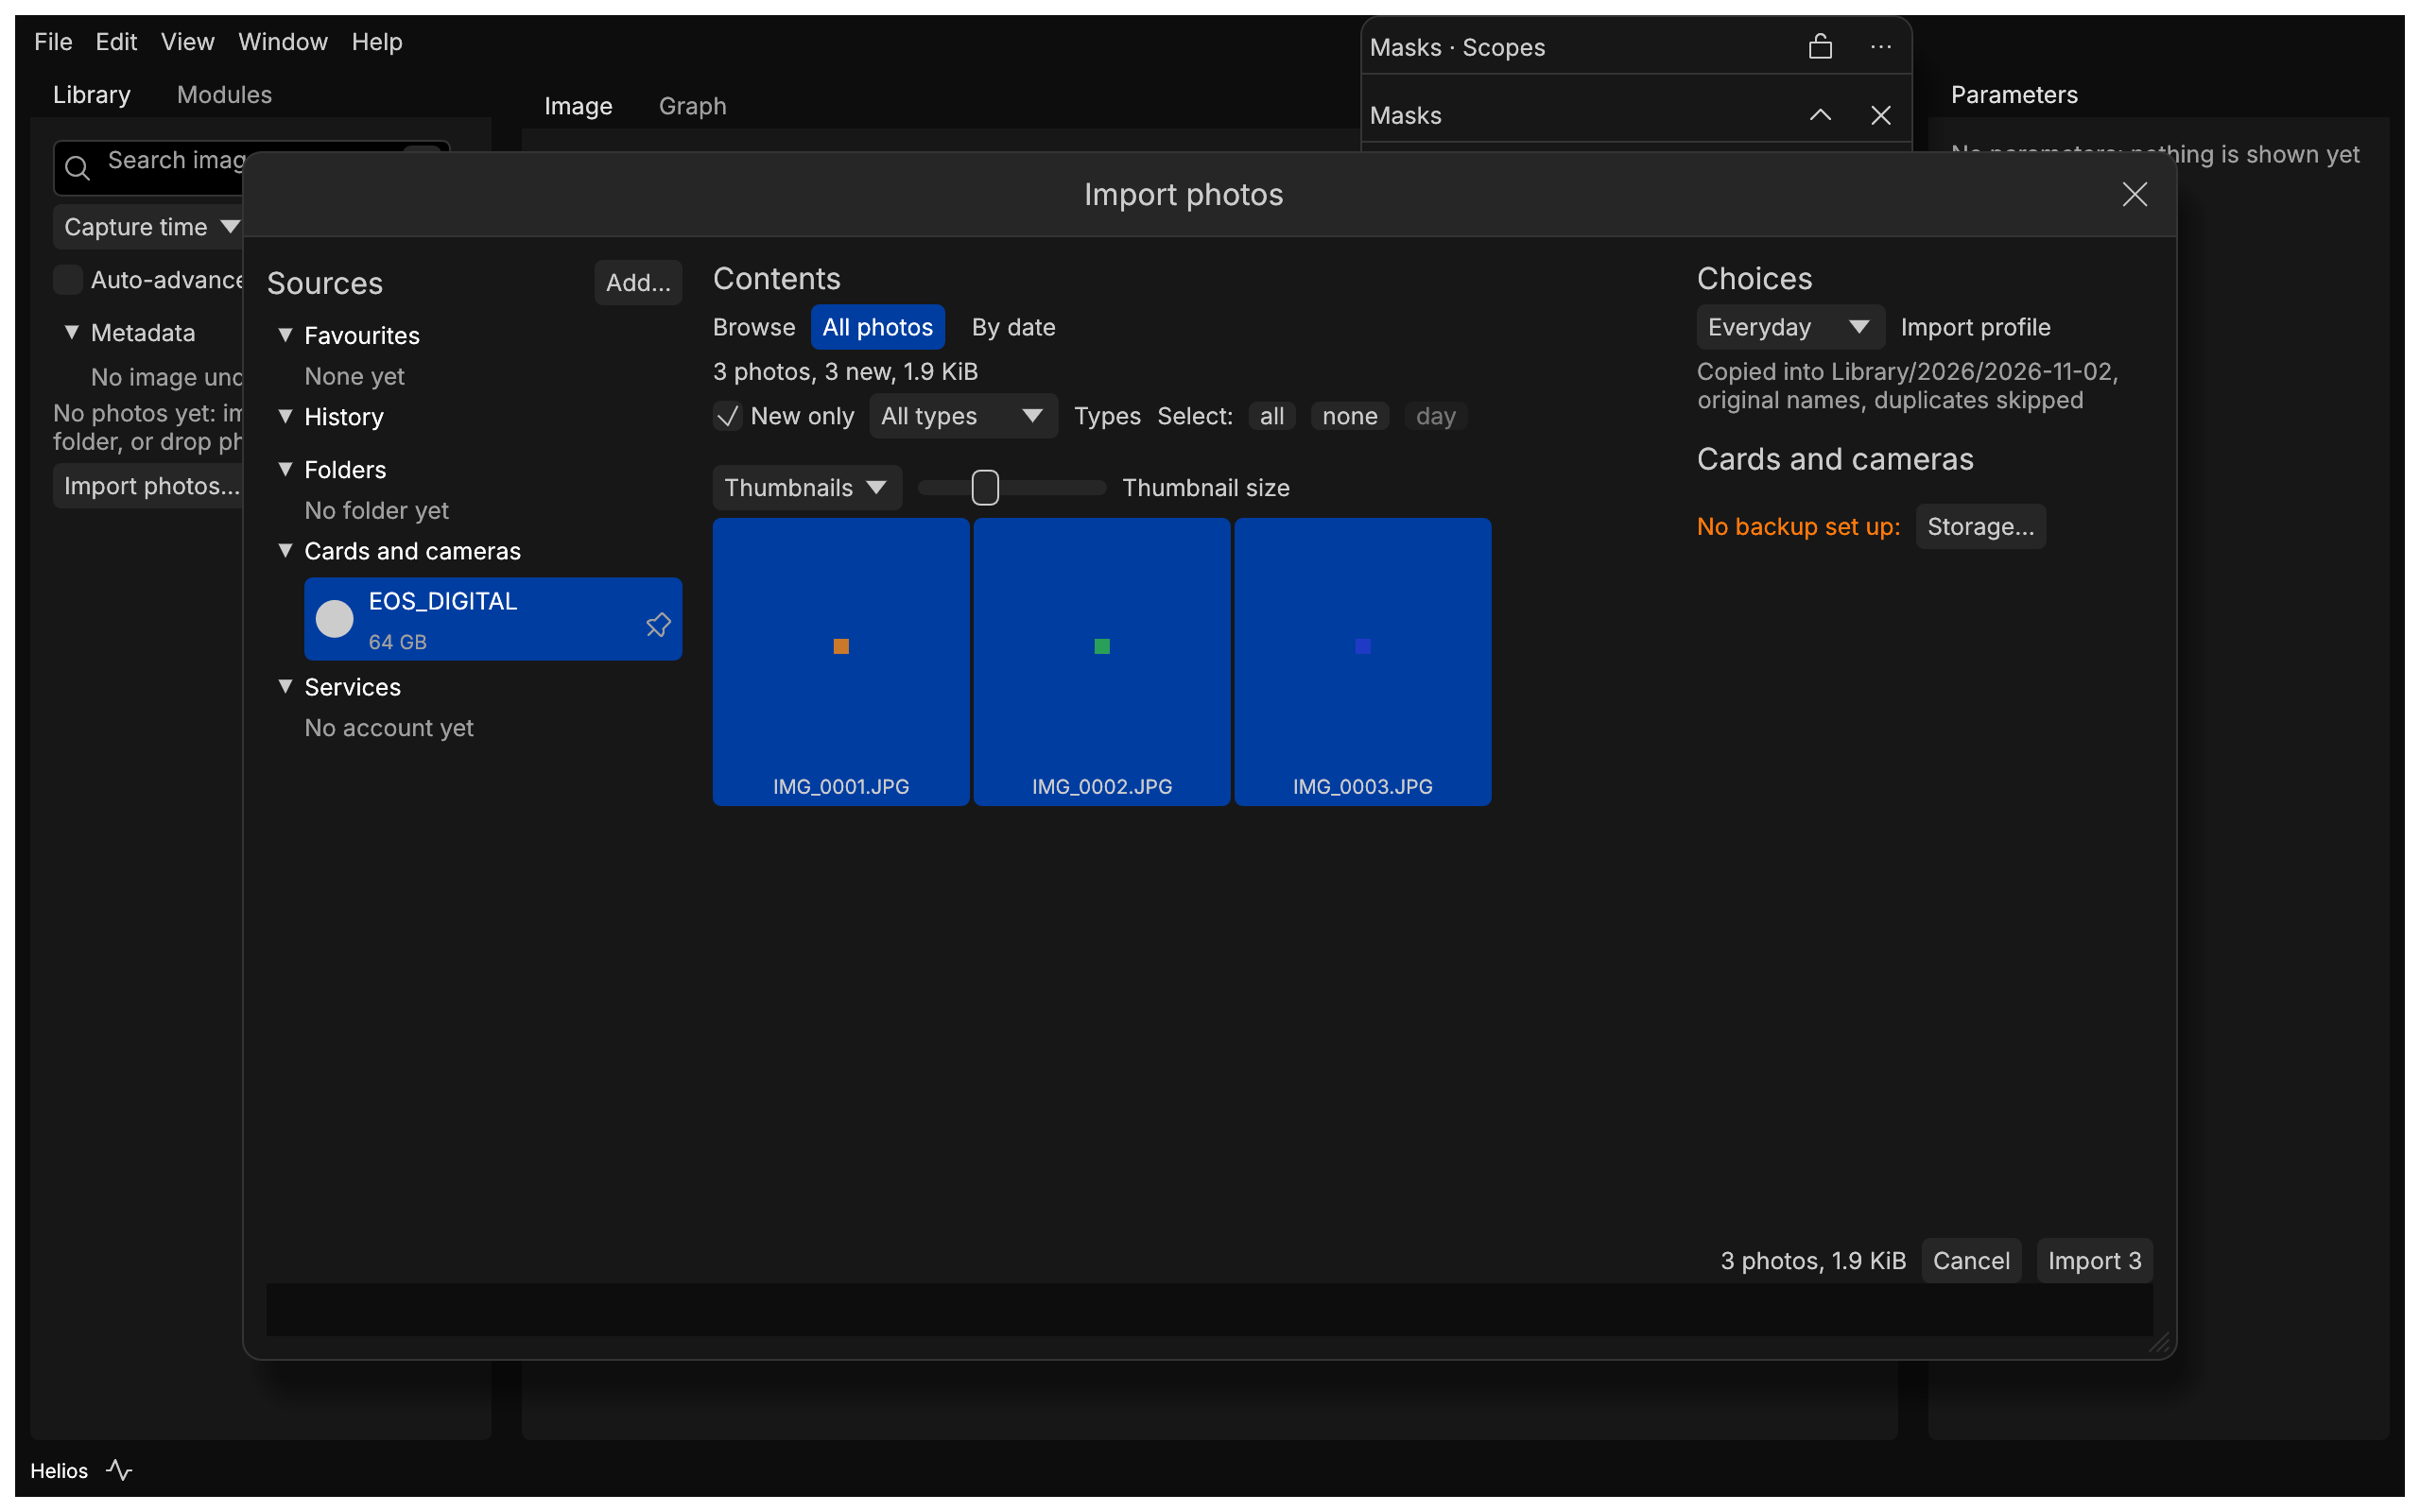 File Edit View Window Help
Masks · Scopes
Library Modules
Image Graph
Masks
Parameters
Search imag
No parameters: nothing is shown yet
Import photos
Capture time
Auto-advance
Metadata
No image unc
No photos yet: im
folder, or drop ph
Import photos...
Sources
Add...
Favourites
None yet
History
Folders
No folder yet
Cards and cameras
EOS_DIGITAL
64 GB
Services
No account yet
Contents
Browse All photos By date
3 photos, 3 new, 1.9 KiB
New only All types Types Select: all none day
Thumbnails Thumbnail size
IMG_0001.JPG IMG_0002.JPG IMG_0003.JPG
Choices
Everyday Import profile
Copied into Library/2026/2026-11-02,
original names, duplicates skipped
Cards and cameras
No backup set up: Storage...
3 photos, 1.9 KiB Cancel Import 3
Helios